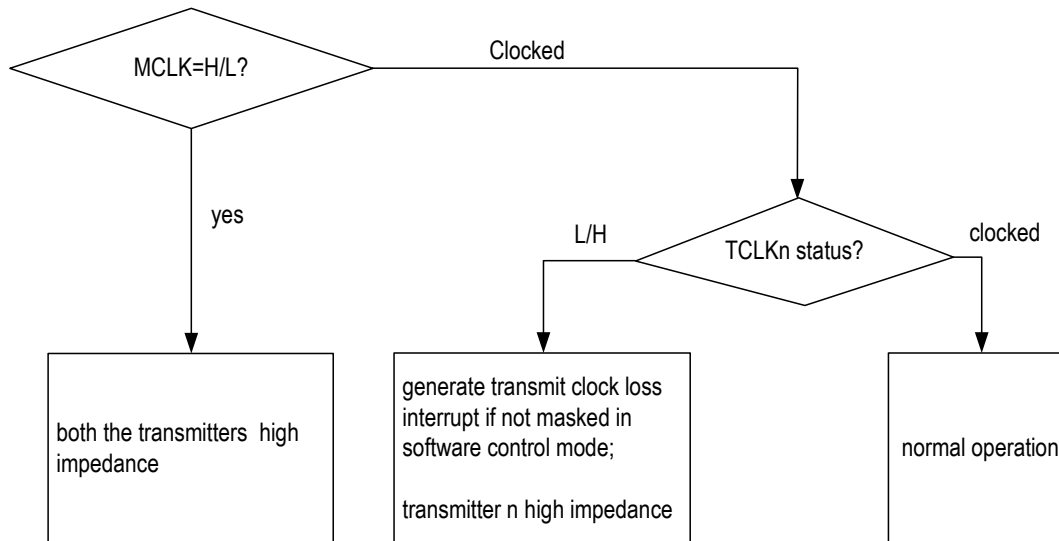 MCLK=H/L?
Clocked
yes
L/H
TCLKn status?
clocked
both the transmitters high
impedance
generate transmit clock loss
interrupt if not masked in
software control mode;
transmitter n high impedance
normal operation